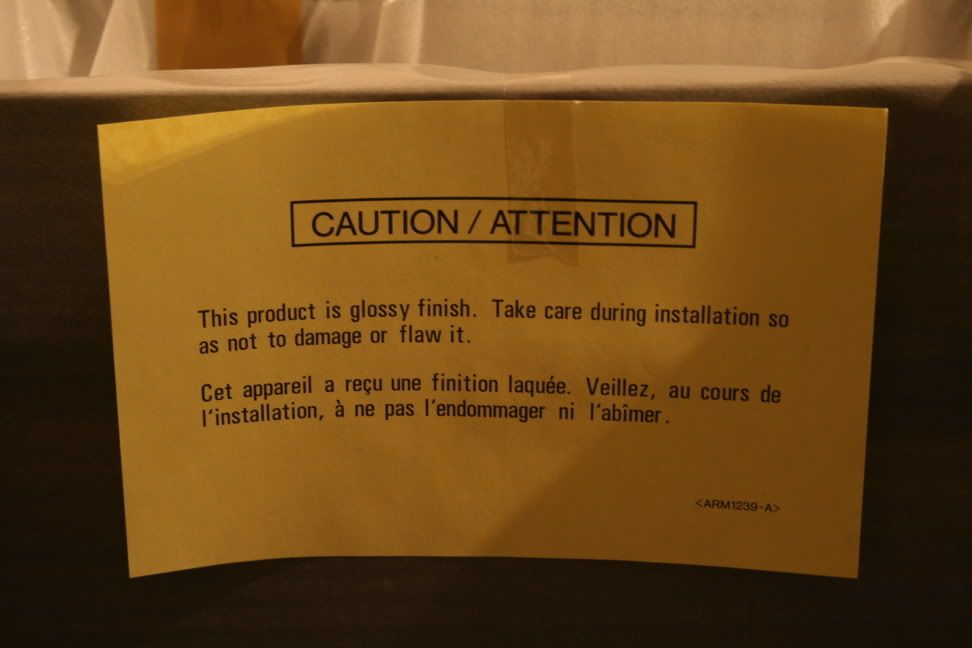 CAUTION / ATTENTION
This product is glossy finish. Take care during installation so
as not to damage or flaw it.
Cet appareil a reçu une finition laquée. Veillez, au cours de
l'installation, à ne pas l'endommager ni l'abîmer.
<ARM1239-A>